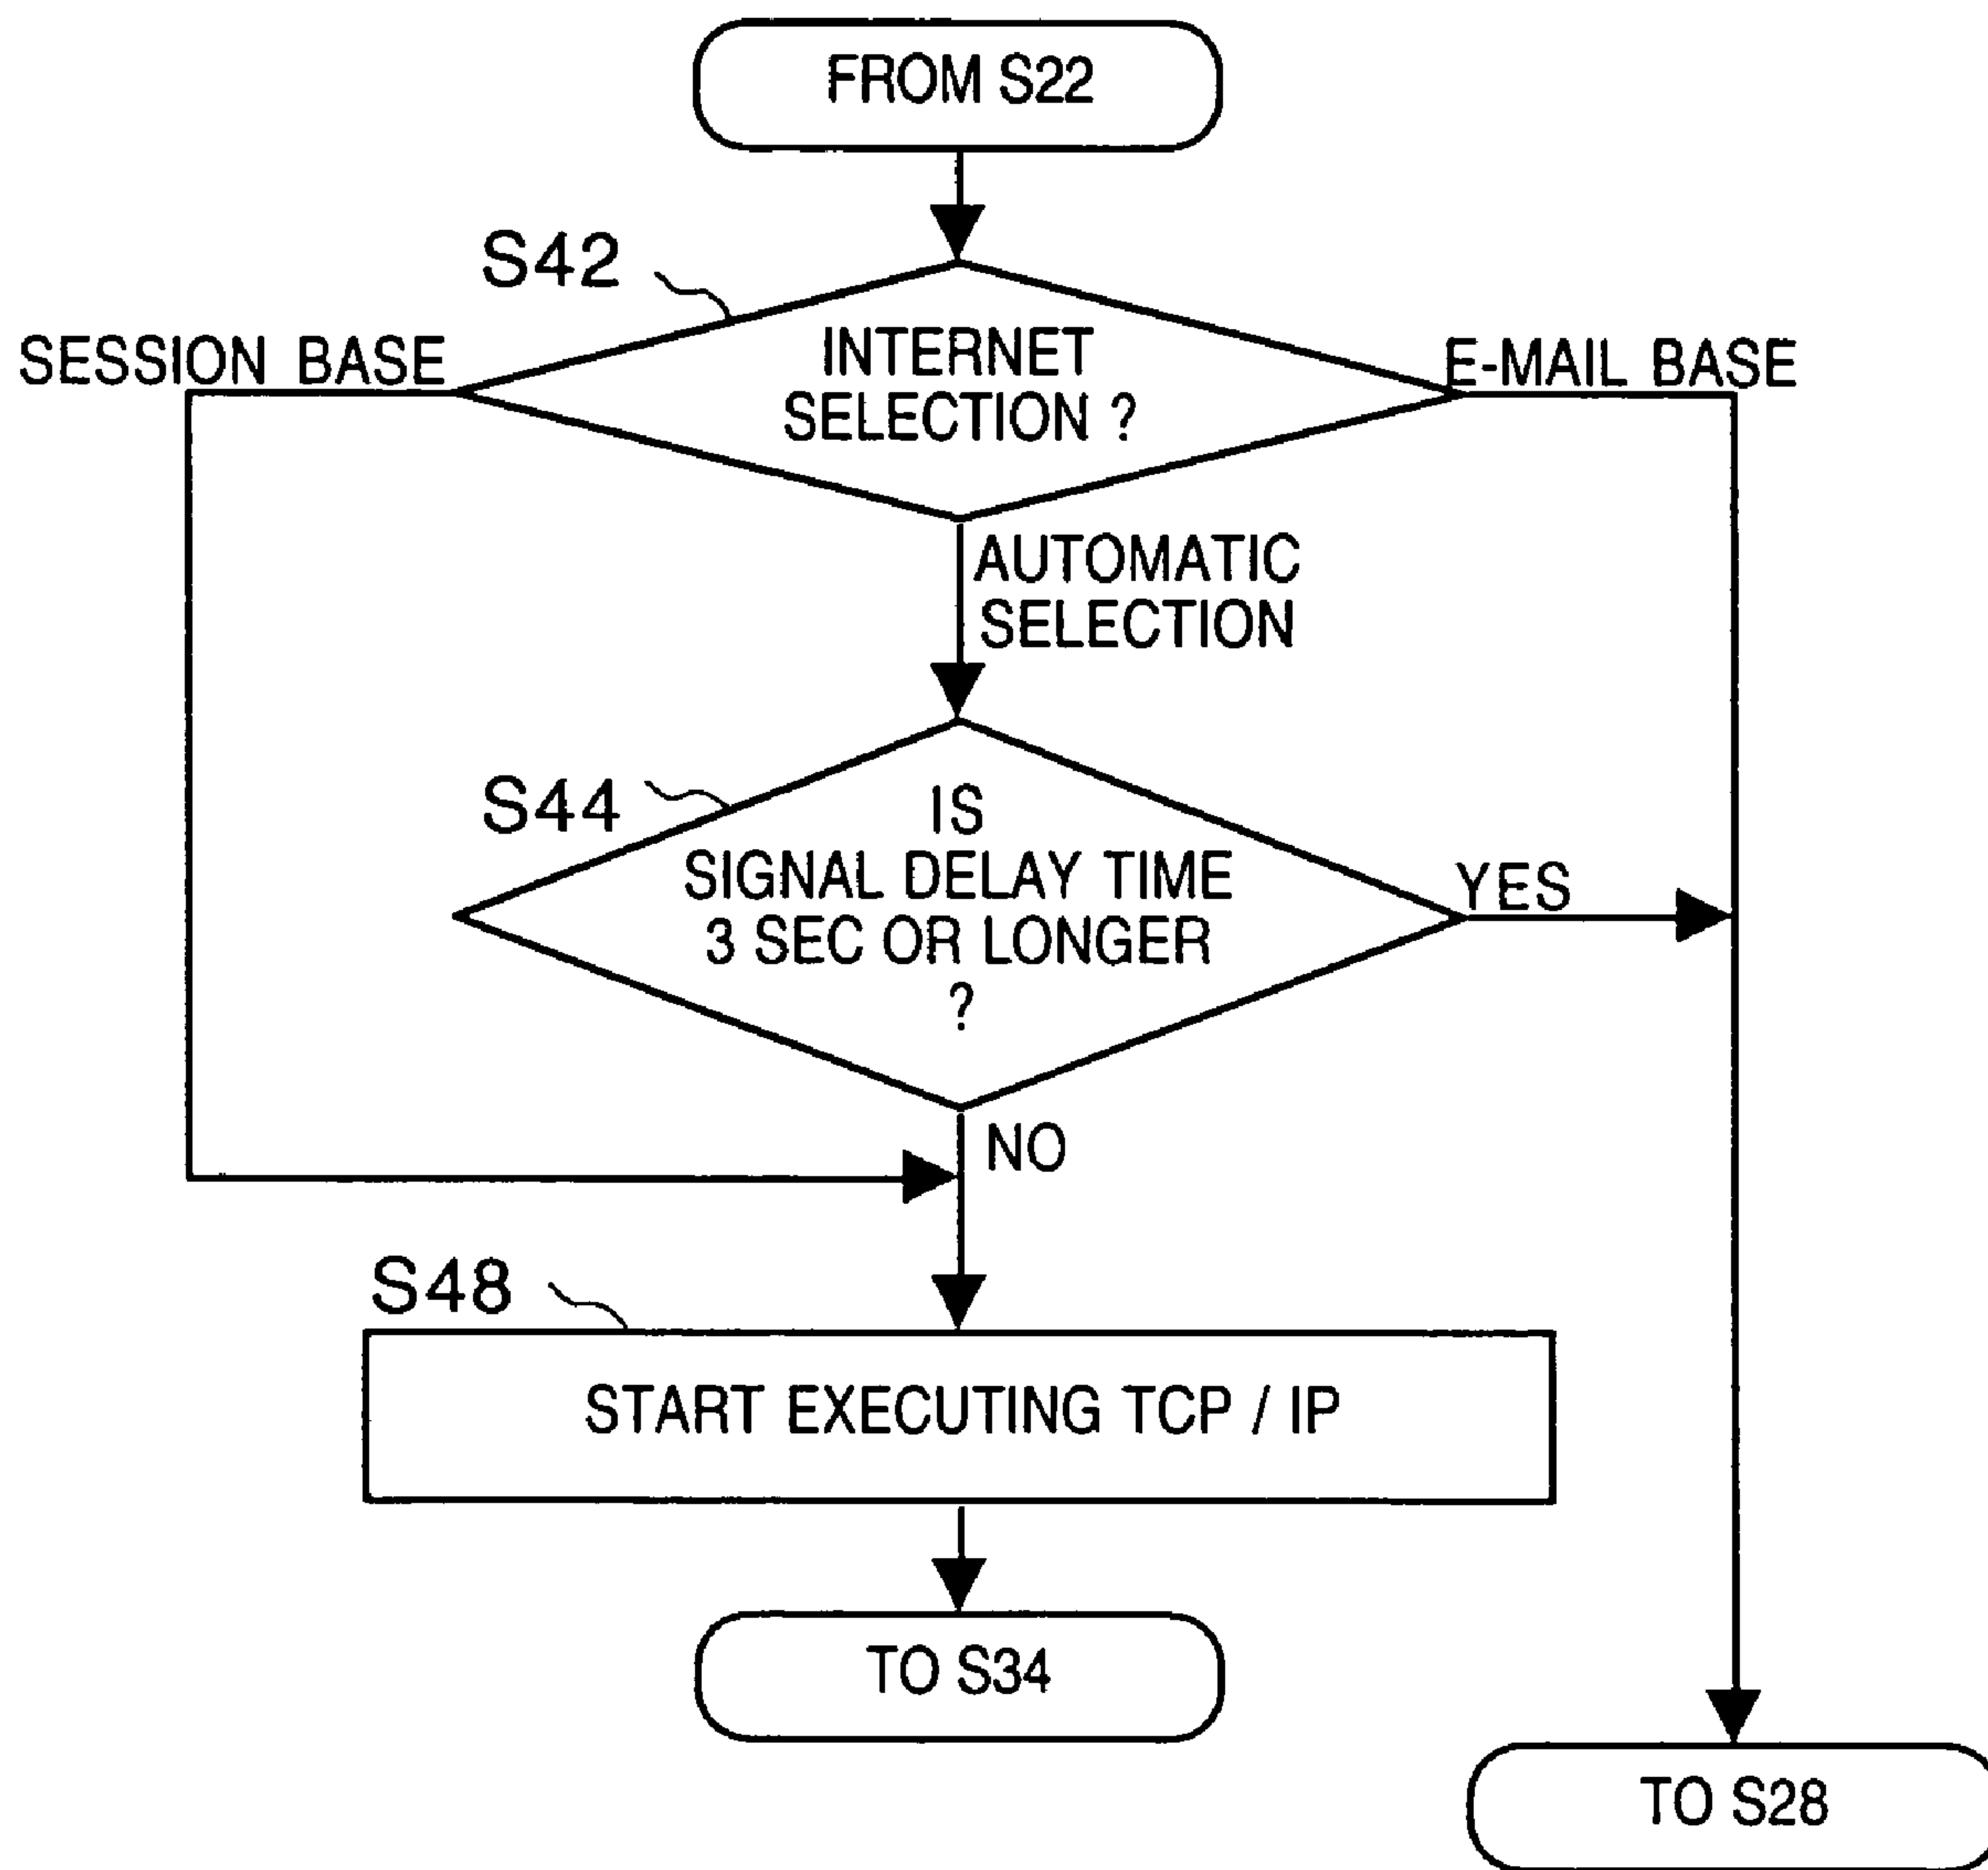 FROM S22
S42
SESSION BASE
INTERNET
SELECTION ?
E-MAIL BASE
AUTOMATIC
SELECTION
S44
IS
SIGNAL DELAY TIME
3 SEC OR LONGER
?
YES
NO
S48
START EXECUTING TCP / IP
TO S34
TO S28